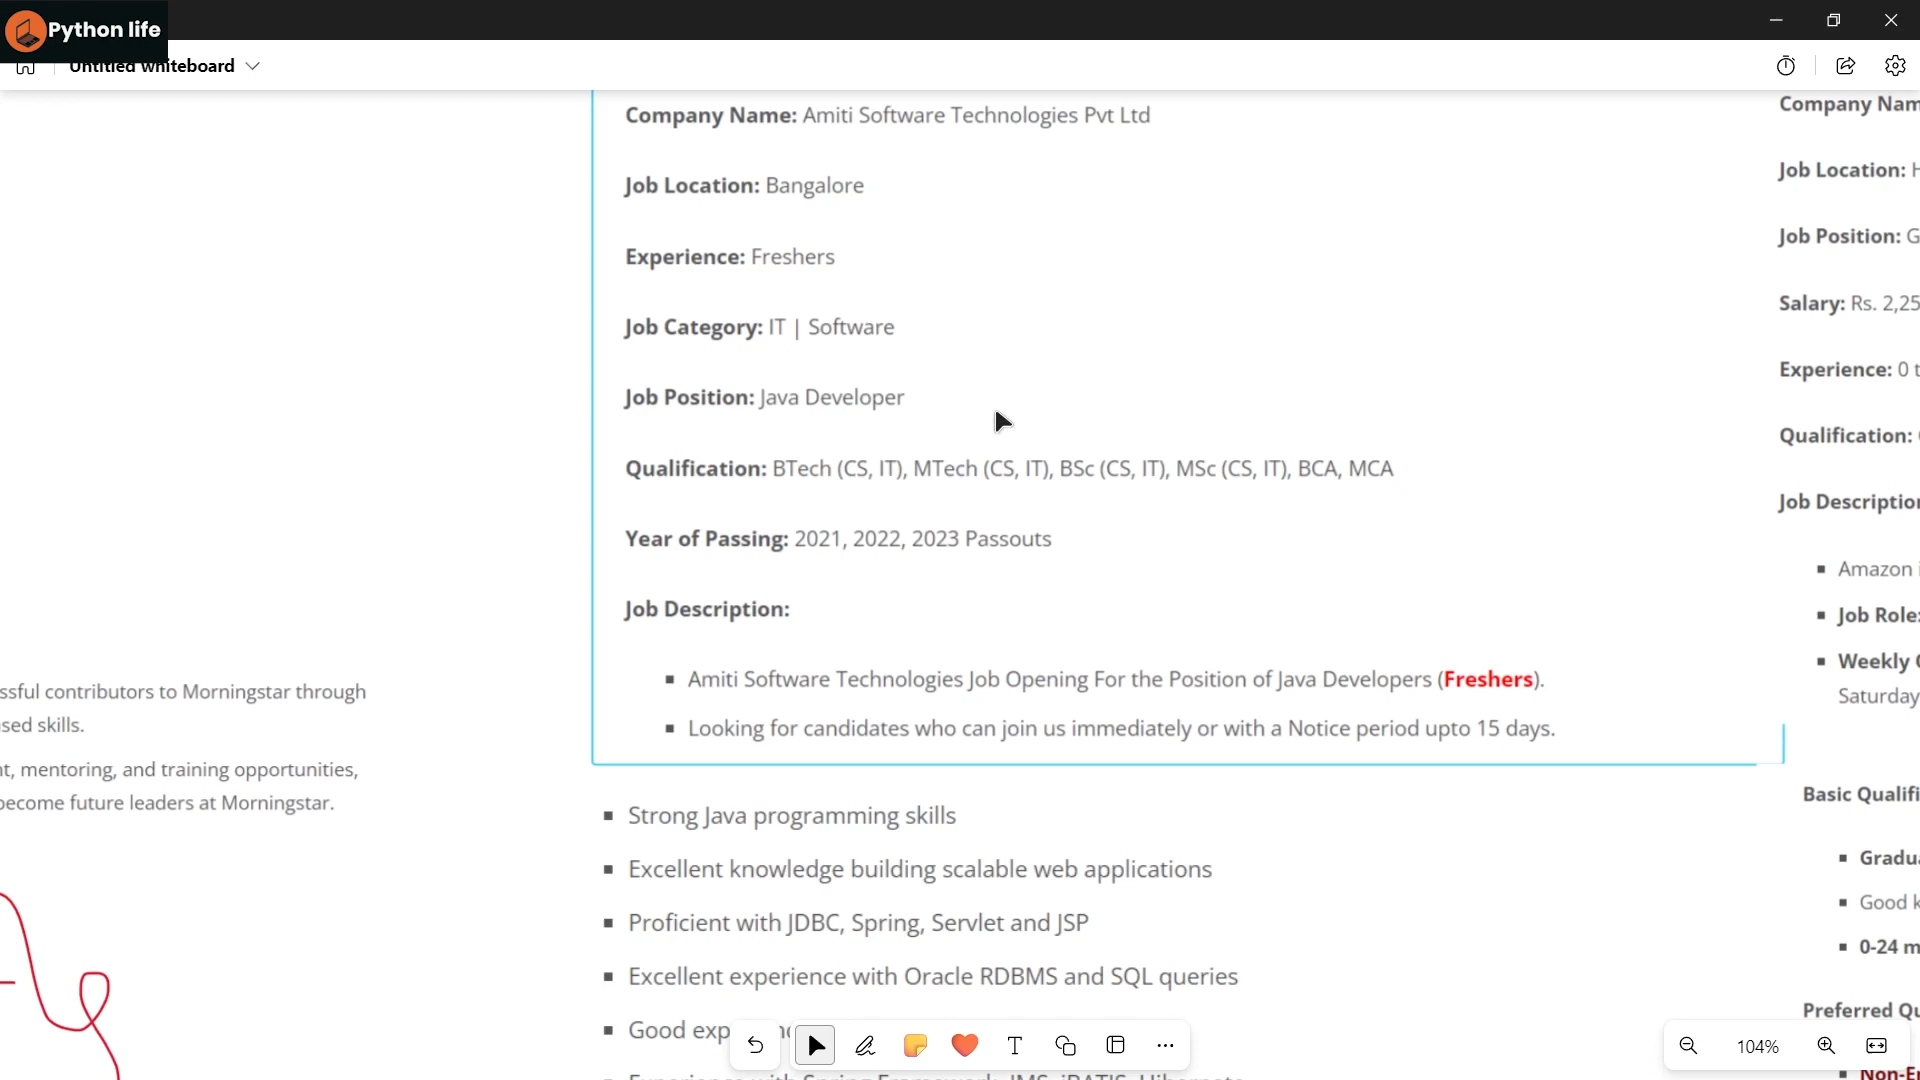 Python life
Untitled whiteboard
Company Name: Amiti Software Technologies Pvt Ltd
Job Location: Bangalore
Experience: Freshers
Job Category: IT | Software
Job Position: Java Developer
Qualification: BTech (CS, IT), MTech (CS, IT), BSc (CS, IT), MSc (CS, IT), BCA, MCA
Year of Passing: 2021, 2022, 2023 Passouts
Job Description:
Amiti Software Technologies Job Opening For the Position of Java Developers (Freshers).
Looking for candidates who can join us immediately or with a Notice period upto 15 days.
Strong Java programming skills
Excellent knowledge building scalable web applications
Proficient with JDBC, Spring, Servlet and JSP
Excellent experience with Oracle RDBMS and SQL queries
Good
contributors to Morningstar through
skills.
mentoring, and training opportunities,
become future leaders at Morningstar.
Company
Job Location:
Job Position:
Salary: Rs. 2,25
Experience: 0
Qualification:
Job
Amazon
Job Role:
Weekly
Saturday
Basic
Good
0-24
Preferred
104%